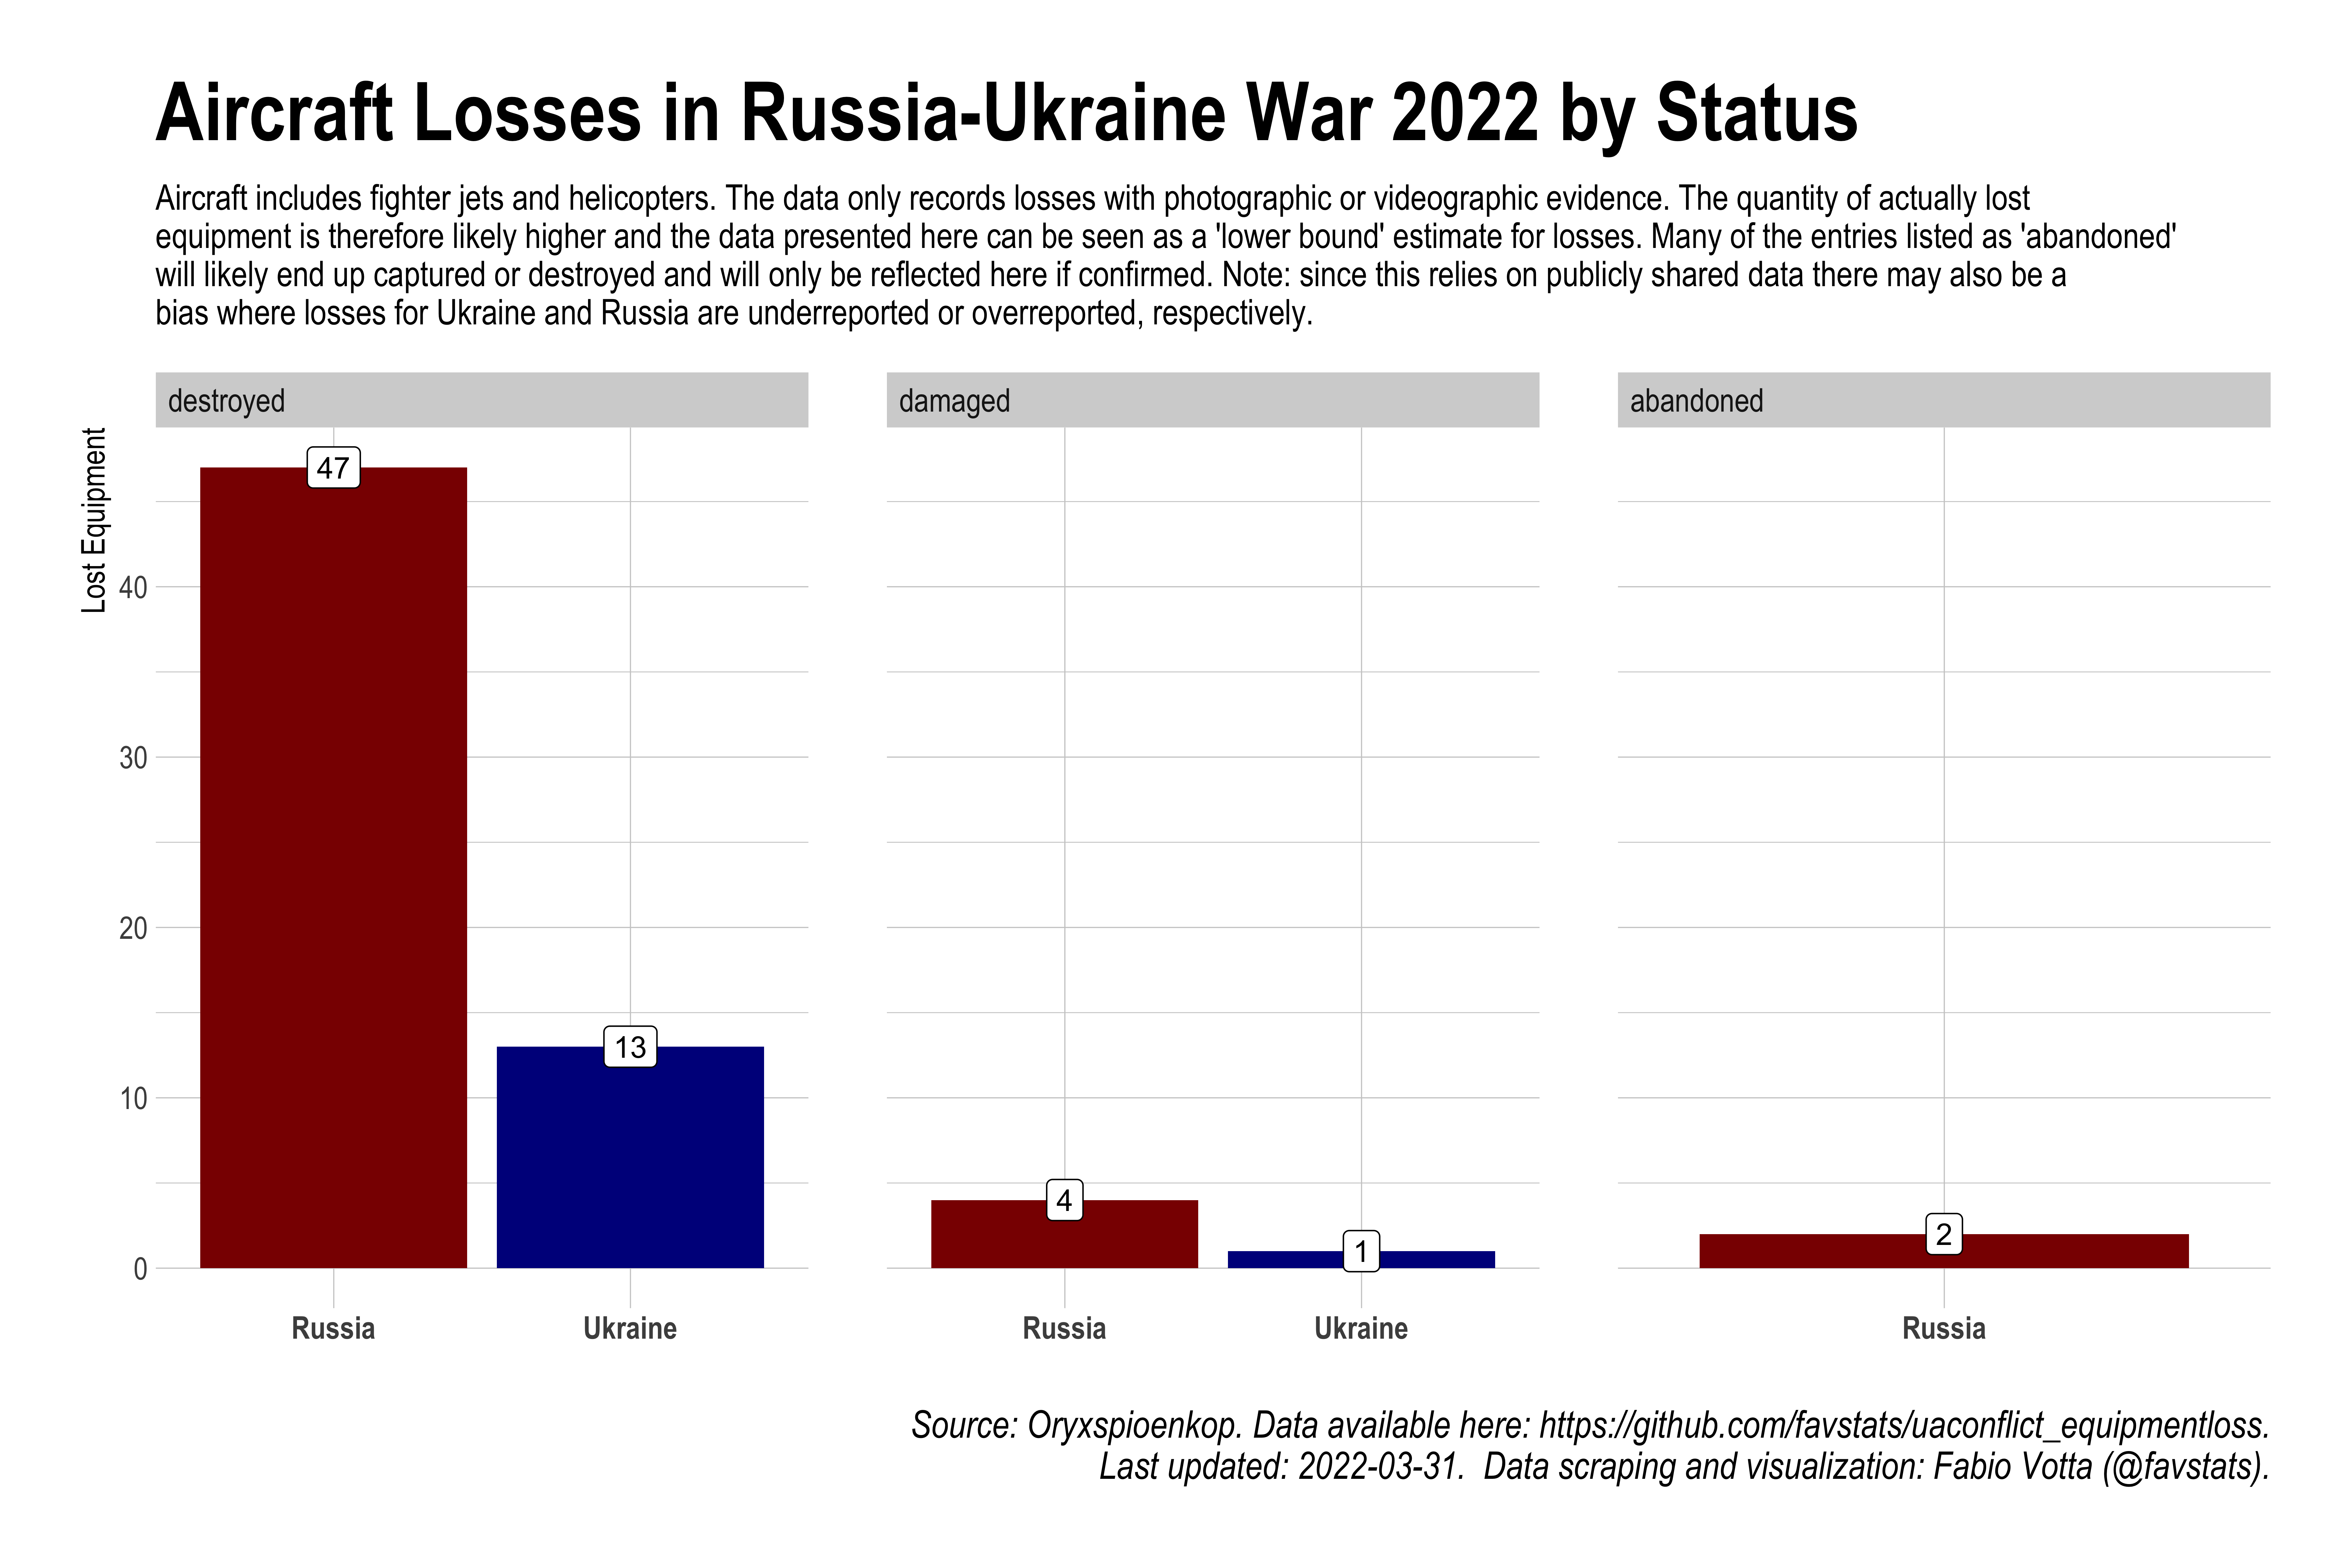 Aircraft Losses in Russia-Ukraine War 2022 by Status
Aircraft includes fighter jets and helicopters. The data only records losses with photographic or videographic evidence. The quantity of actually lost
equipment is therefore likely higher and the data presented here can be seen as a 'lower bound' estimate for losses. Many of the entries listed as 'abandoned'
will likely end up captured or destroyed and will only be reflected here if confirmed. Note: since this relies on publicly shared data there may also be a
bias where losses for Ukraine and Russia are underreported or overreported, respectively.
destroyed
damaged
abandoned
Lost Equipment
40
30
20
10
0
47
13
4
1
2
Russia
Ukraine
Russia
Ukraine
Russia
Source: Oryxspioenkop. Data available here: https://github.com/favstats/uaconflict_equipmentloss.
Last updated: 2022-03-31.  Data scraping and visualization: Fabio Votta (@favstats).